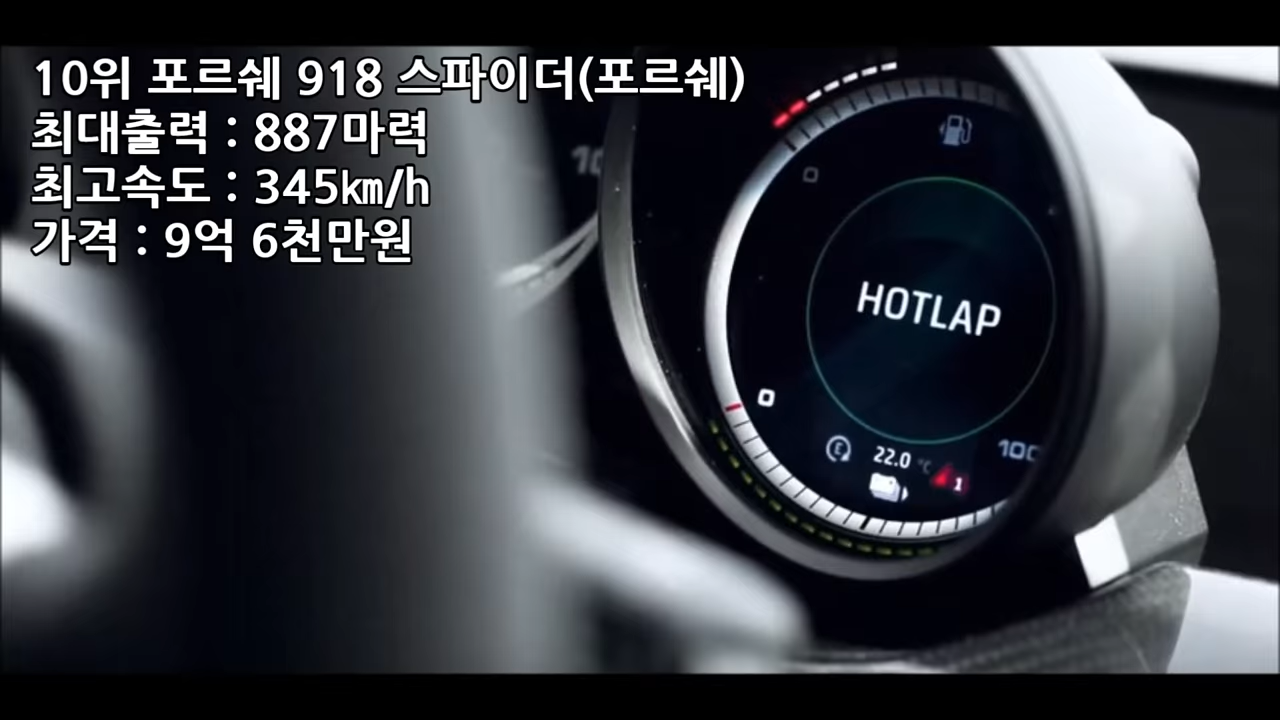 10위 포르쉐 918 스파이더(포르쉐)
최대출력 : 887마력
최고속도 : 345㎞/h
가격 : 9억 6천만원
10
HOTLAP
E 22.0 °C 1
100